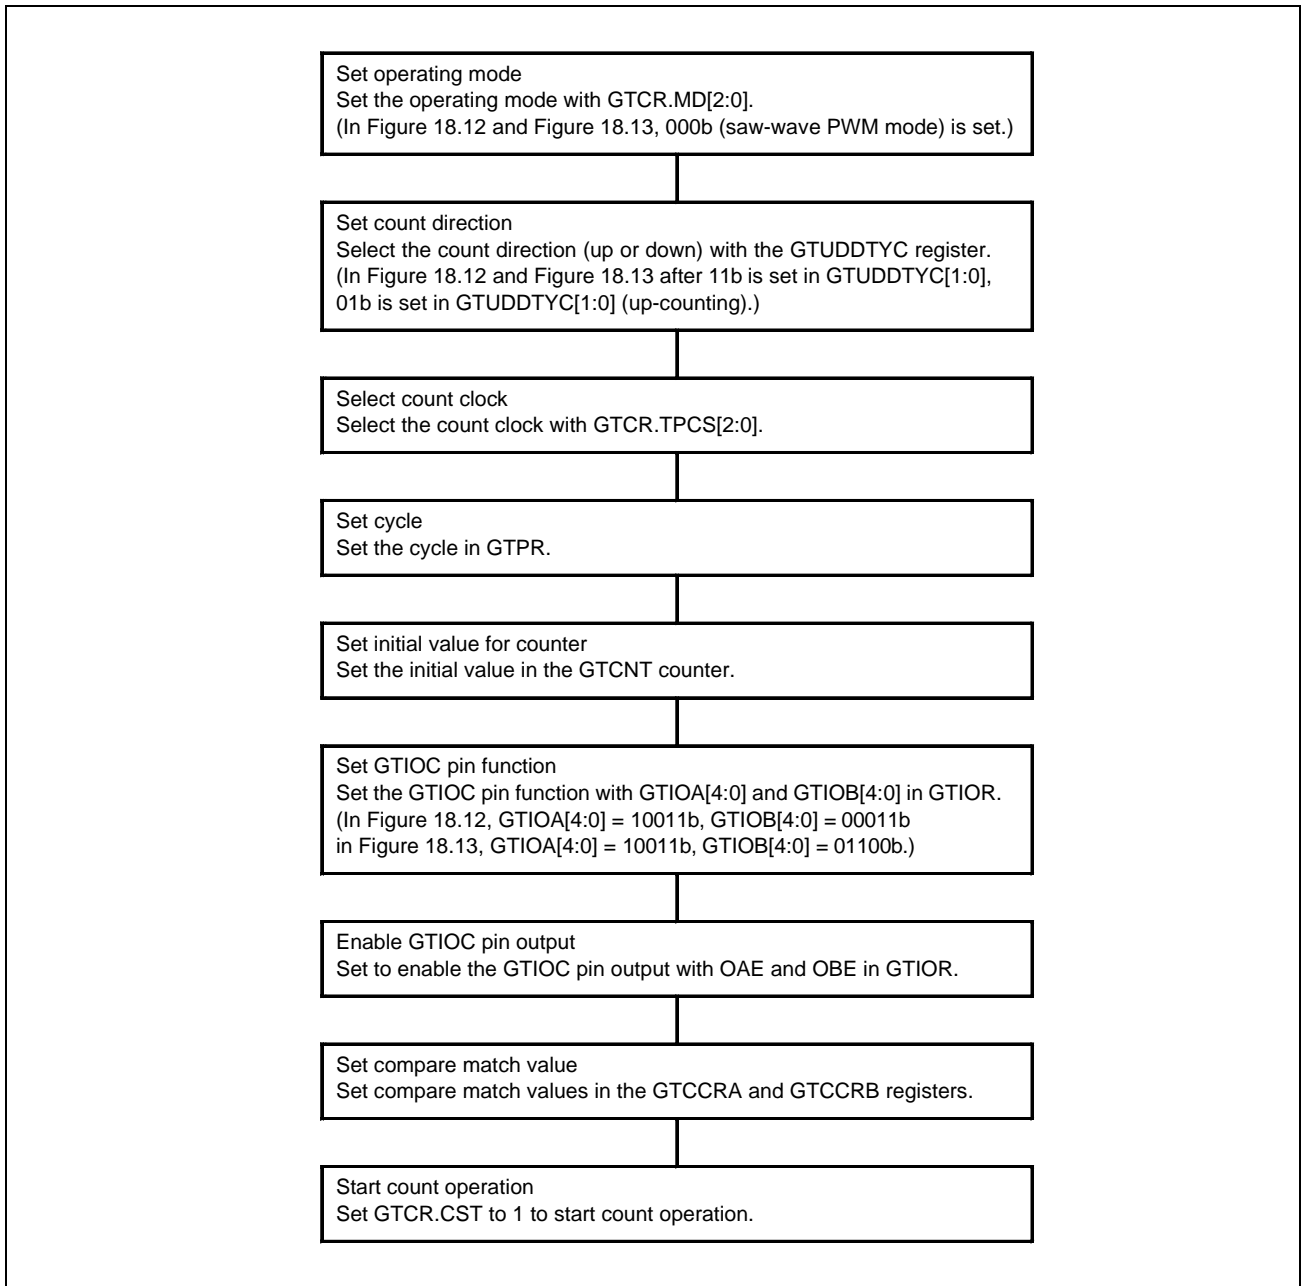 Set operating mode
Set the operating mode with GTCR.MD[2:0].
(In Figure 18.12 and Figure 18.13, 000b (saw-wave PWM mode) is set.)
Set count direction
Select the count direction (up or down) with the GTUDDTYC register.
(In Figure 18.12 and Figure 18.13 after 11b is set in GTUDDTYC[1:0],
01b is set in GTUDDTYC[1:0] (up-counting).)
Select count clock
Select the count clock with GTCR.TPCS[2:0].
Set cycle
Set the cycle in GTPR.
Set initial value for counter
Set the initial value in the GTCNT counter.
Set GTIOC pin function
Set the GTIOC pin function with GTIOA[4:0] and GTIOB[4:0] in GTIOR.
(In Figure 18.12, GTIOA[4:0] = 10011b, GTIOB[4:0] = 00011b
in Figure 18.13, GTIOA[4:0] = 10011b, GTIOB[4:0] = 01100b.)
Enable GTIOC pin output
Set to enable the GTIOC pin output with OAE and OBE in GTIOR.
Set compare match value
Set compare match values in the GTCCRA and GTCCRB registers.
Start count operation
Set GTCR.CST to 1 to start count operation.